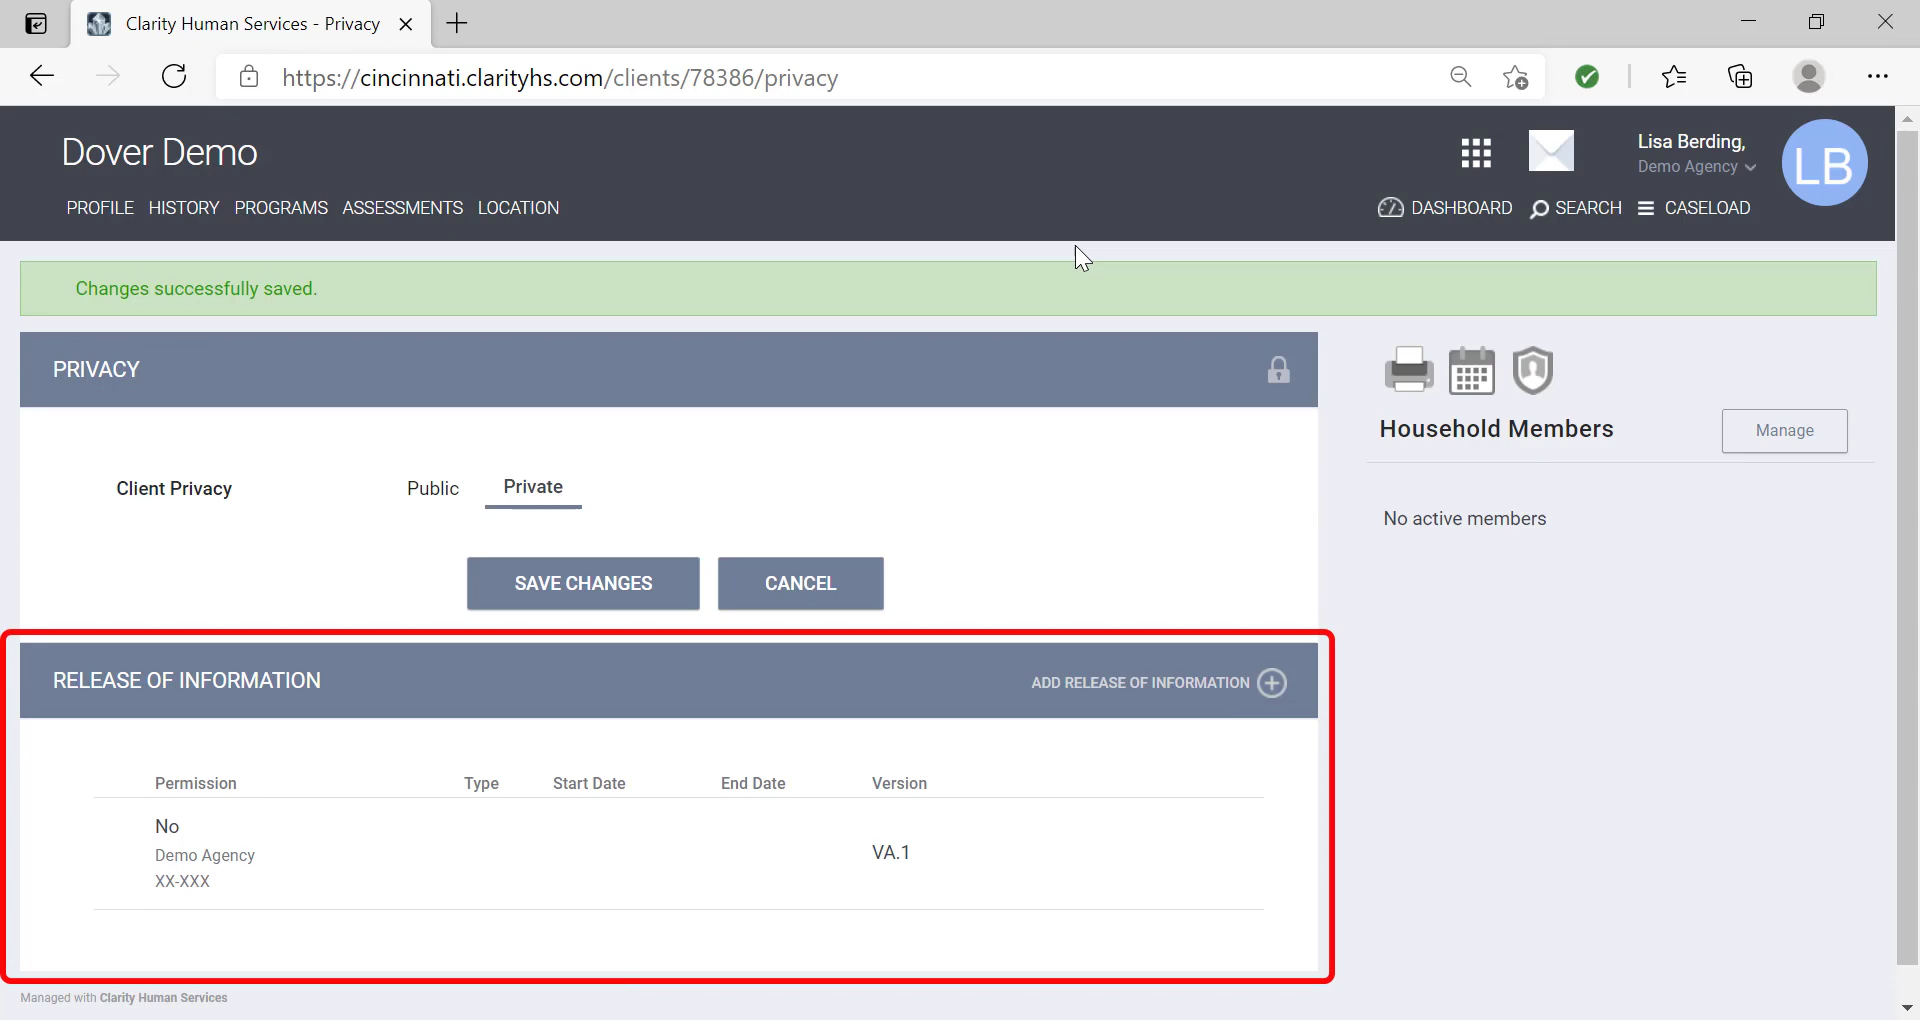 Clarity Human Services - Privacy
https://cincinnati.clarityhs.com/clients/78386/privacy
Dover Demo
Lisa Berding,
Demo Agency
LB
PROFILE HISTORY PROGRAMS ASSESSMENTS LOCATION
DASHBOARD SEARCH CASELOAD
Changes successfully saved.
PRIVACY
Client Privacy Public Private
SAVE CHANGES CANCEL
Household Members Manage
No active members
RELEASE OF INFORMATION ADD RELEASE OF INFORMATION
Permission Type Start Date End Date Version
No
Demo Agency
XX-XXX
VA.1
Managed with Clarity Human Services